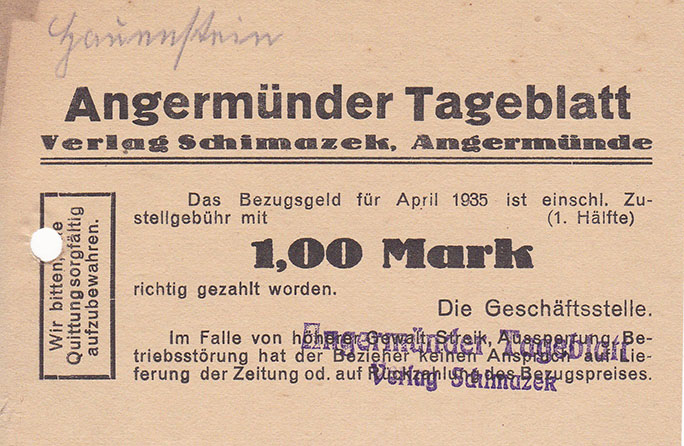 Hauenstein
Angermünder Tageblatt
Verlag Schimazek, Angermünde
Wir bitten, die
Quittung sorgfältig
aufzubewahren.
Das Bezugsgeld für April 1935 ist einschl. Zu-
stellgebühr mit (1. Hälfte)
1,00 Mark
richtig gezahlt worden.
Die Geschäftsstelle.
Im Falle von höherer Gewalt, Streik, Aussperrung, Be-
triebsstörung hat der Bezieher keinen Anspruch auf Lie-
ferung der Zeitung od. auf Rückzahlung des Bezugspreises.
Angermünder Tageblatt
Verlag Schimazek